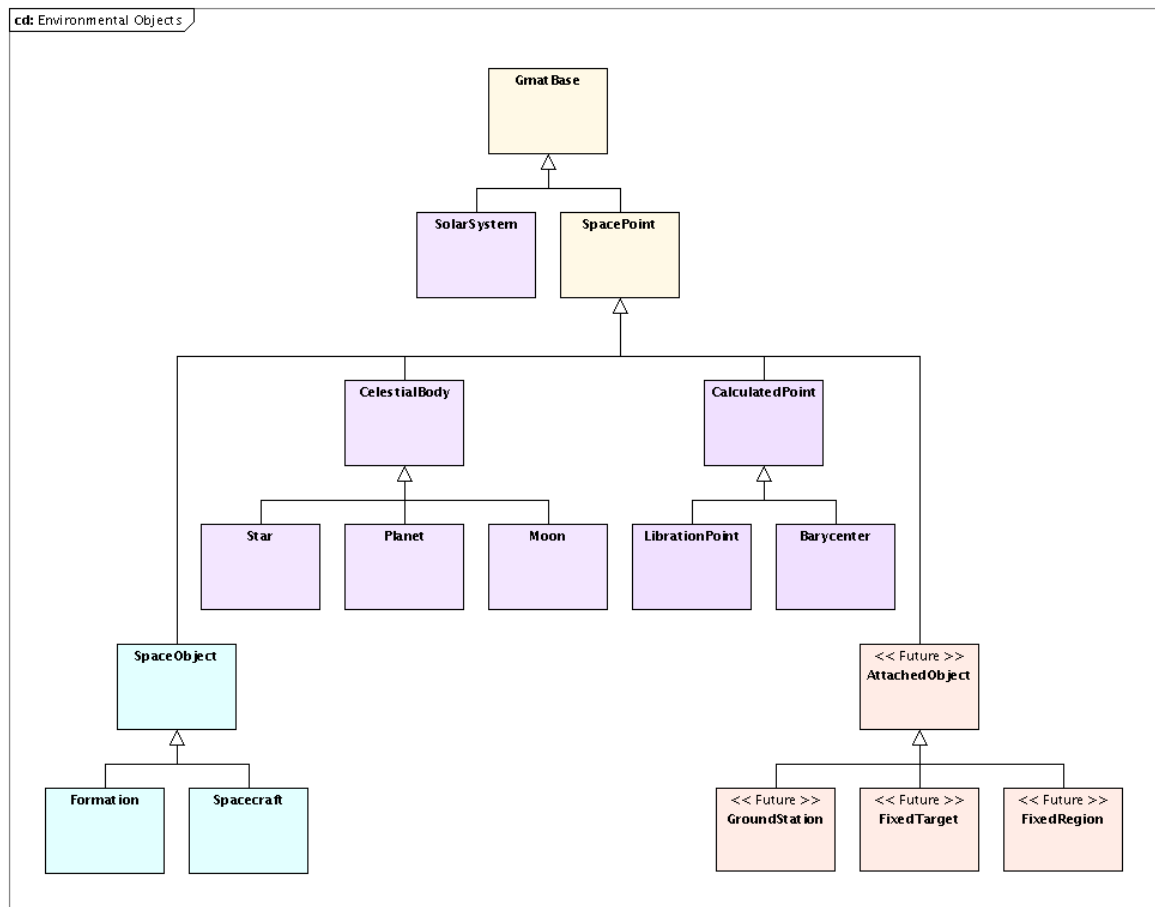 cd: Environmental Objects
GmatBase
SolarSystem
SpacePoint
CelestialBody
CalculatedPoint
Star
Planet
Moon
LibrationPoint
Barycenter
SpaceObject
<< Future >>
AttachedObject
Formation
Spacecraft
<< Future >>
GroundStation
<< Future >>
FixedTarget
<< Future >>
FixedRegion